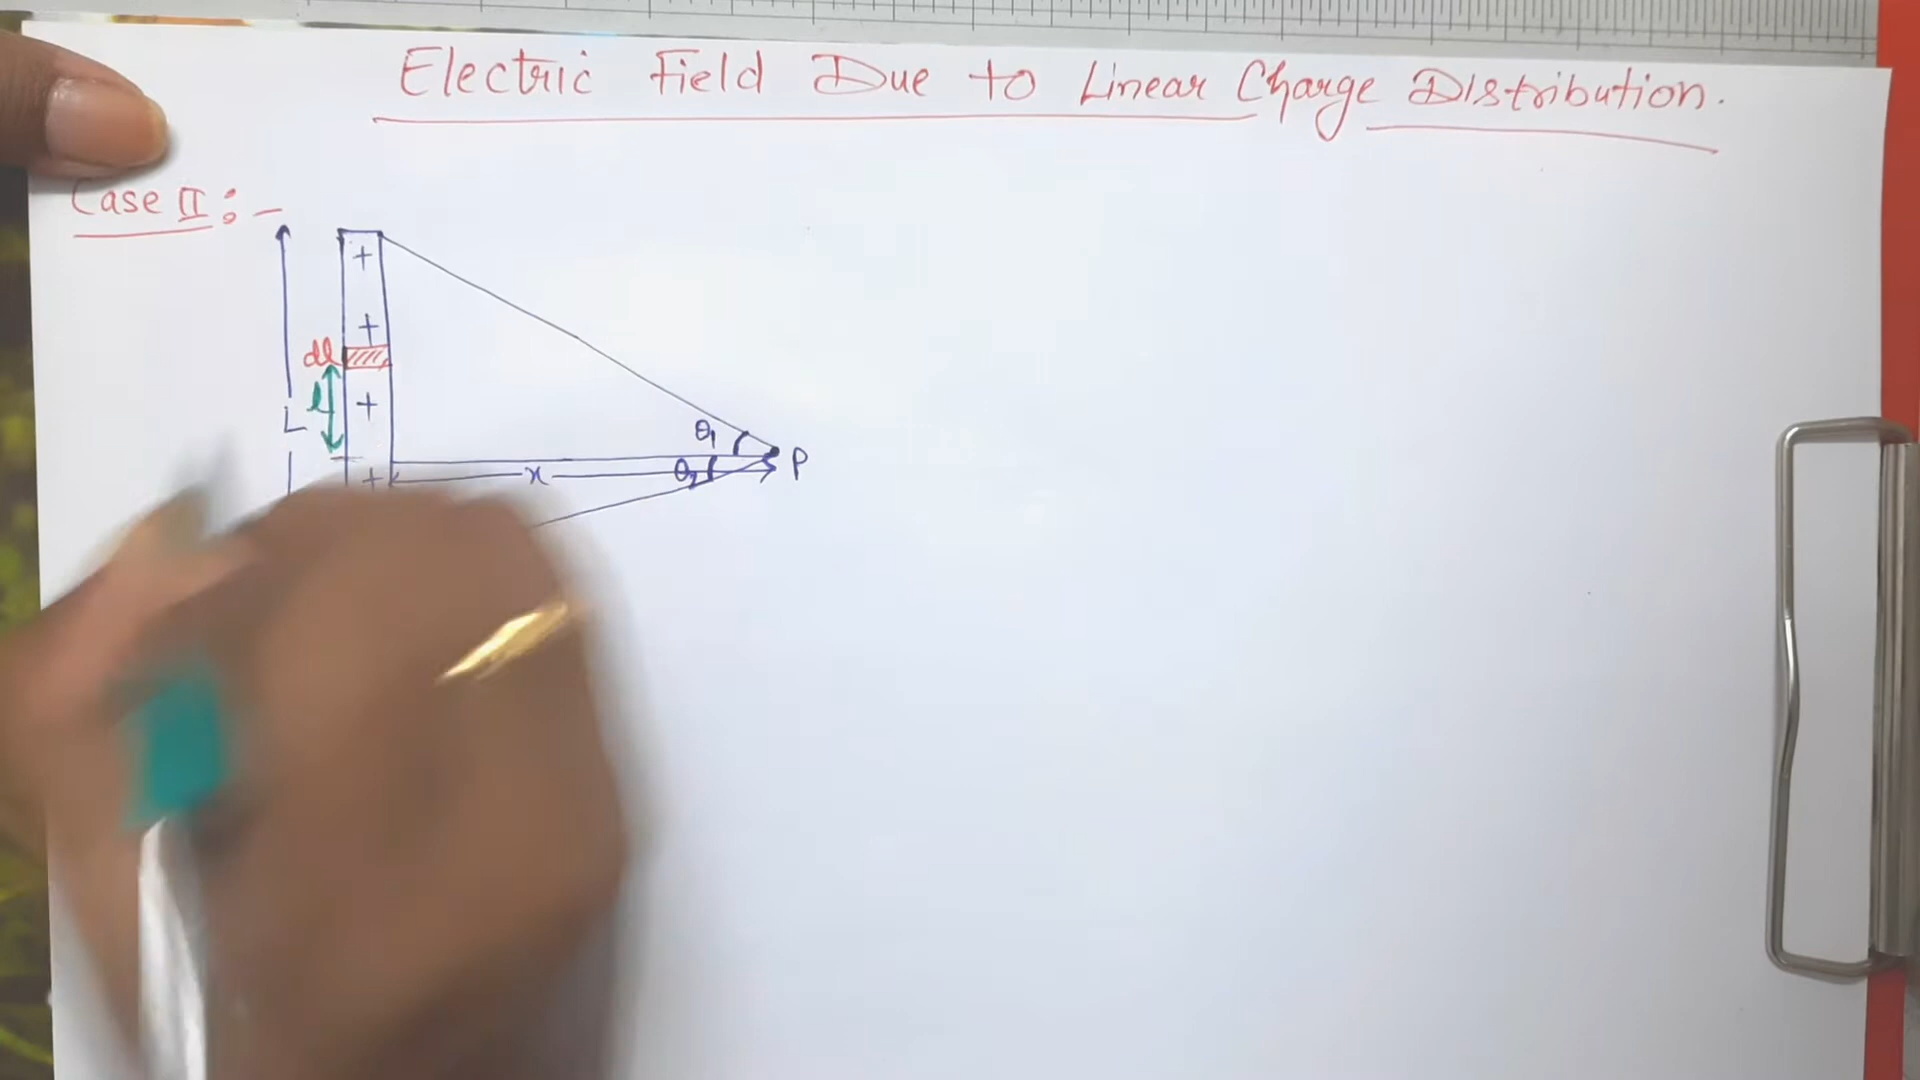 Electric Field Due to Linear Charge Distribution.
Case II :-
+
+
dl
+
l
L
θ1
P
θ2
x
+